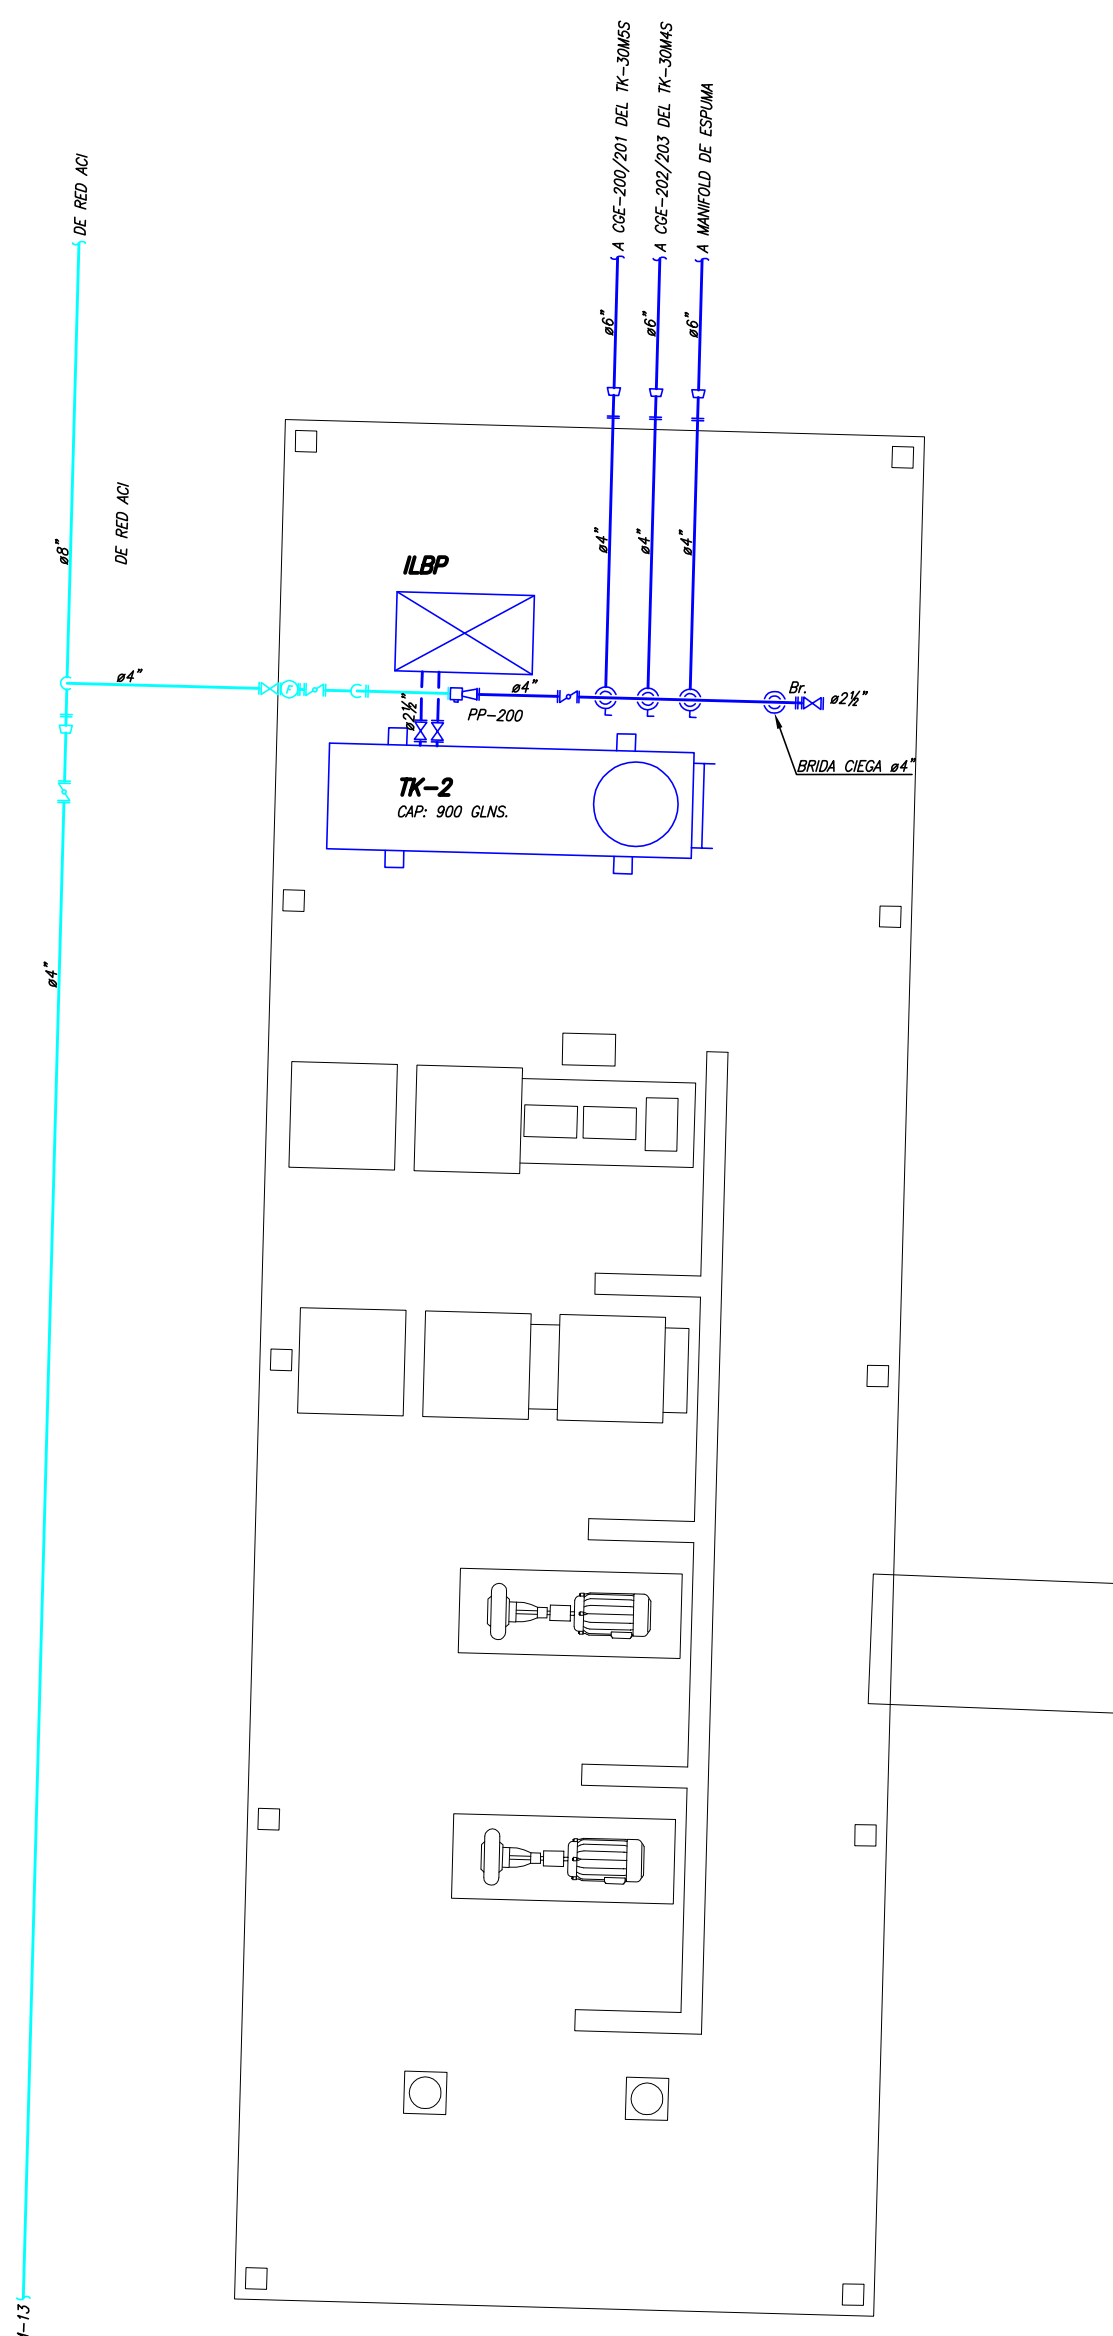 A CGE-200/201 DEL TK-30M5S
A CGE-202/203 DEL TK-30M4S
A MANIFOLD DE ESPUMA
DE RED ACI
ø6"
ø6"
ø6"
DE RED ACI
ø8"
ø4"
ø4"
ø4"
ILBP
ø4"
ø4"
ø2½"
PP-200
Br.
ø2½"
BRIDA CIEGA ø4"
TK-2
CAP: 900 GLNS.
ø4"